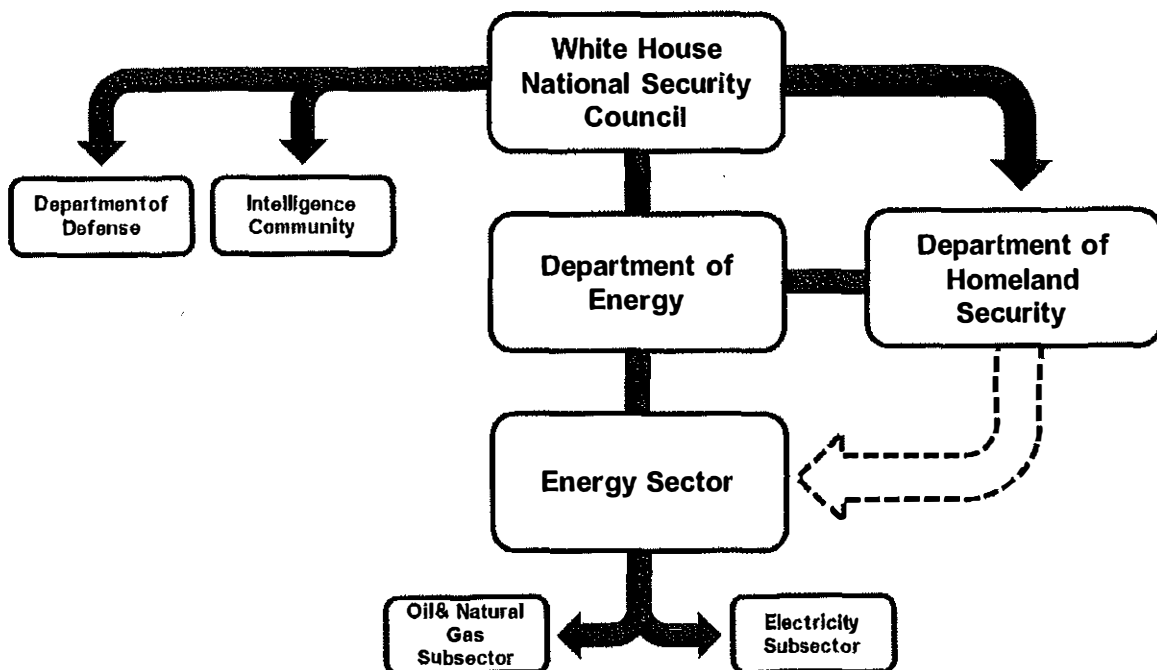 White House
National Security
Council
Department of
Defense
Intelligence
Community
Department of
Energy
Department of
Homeland
Security
Energy Sector
Oil& Natural
Gas
Subsector
Electricity
Subsector